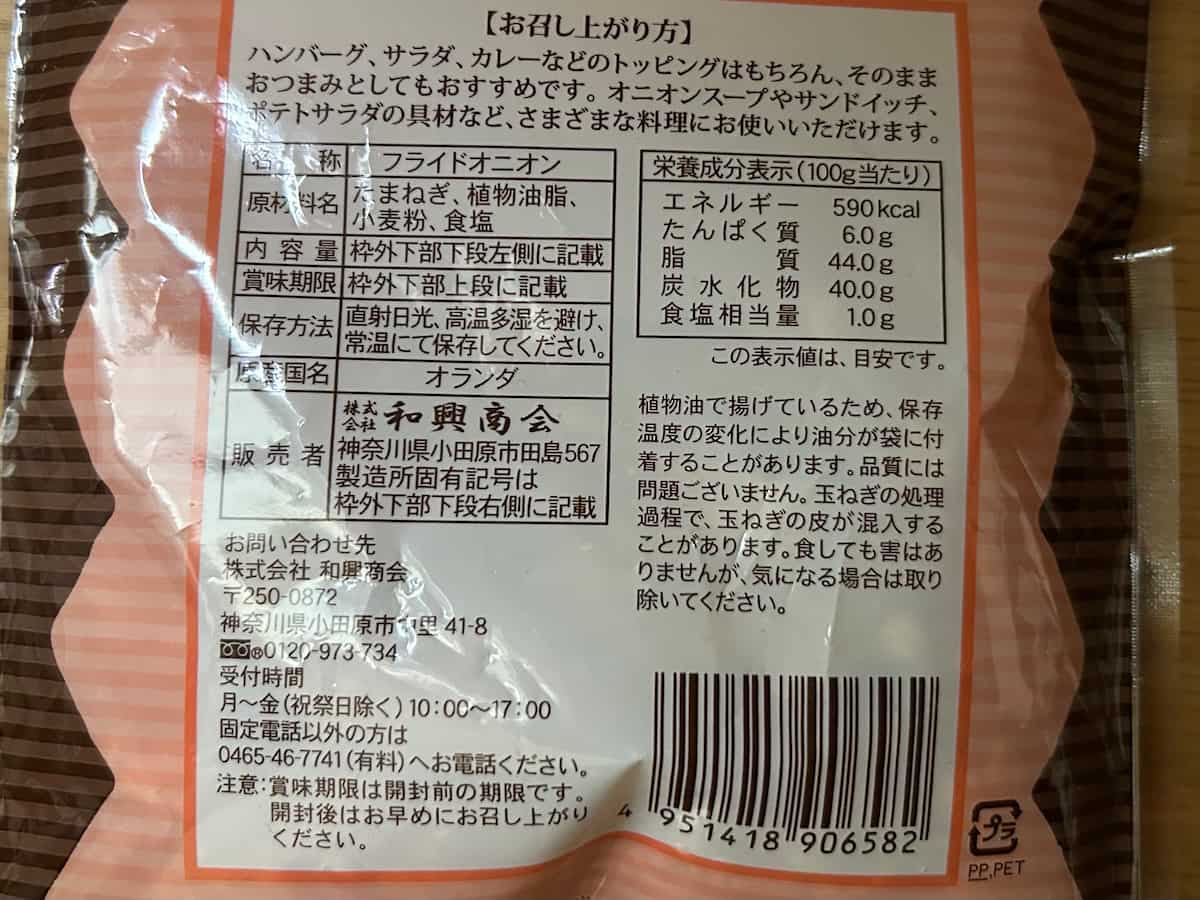 【お召し上がり方】
ハンバーグ、サラダ、カレーなどのトッピングはもちろん、そのまま
おつまみとしてもおすすめです。オニオンスープやサンドイッチ、
ポテトサラダの具材など、さまざまな料理にお使いいただけます。
名 称 フライドオニオン
原材料名 たまねぎ、植物油脂、
小麦粉、食塩
内容量 枠外下部下段左側に記載
賞味期限 枠外下部上段に記載
保存方法 直射日光、高温多湿を避け、
常温にて保存してください。
原産国名 オランダ
販売者 株式会社 和興商会
神奈川県小田原市田島567
製造所固有記号は
枠外下部下段右側に記載
栄養成分表示(100g当たり)
エネルギー 590kcal
たんぱく質 6.0g
脂質 44.0g
炭水化物 40.0g
食塩相当量 1.0g
この表示値は、目安です。
植物油で揚げているため、保存
温度の変化により油分が袋に付
着することがあります。品質には
問題ございません。玉ねぎの処理
過程で、玉ねぎの皮が混入する
ことがあります。食しても害はあ
りませんが、気になる場合は取り
除いてください。
お問い合わせ先
株式会社 和興商会
〒250-0872
神奈川県小田原市中里 41-8
®0120-973-734
受付時間
月〜金(祝祭日除く)10:00〜17:00
固定電話以外の方は
0465-46-7741(有料)へお電話ください。
注意:賞味期限は開封前の期限です。
開封後はお早めにお召し上がり
ください。
4 951418 906582
プラ
PP,PET